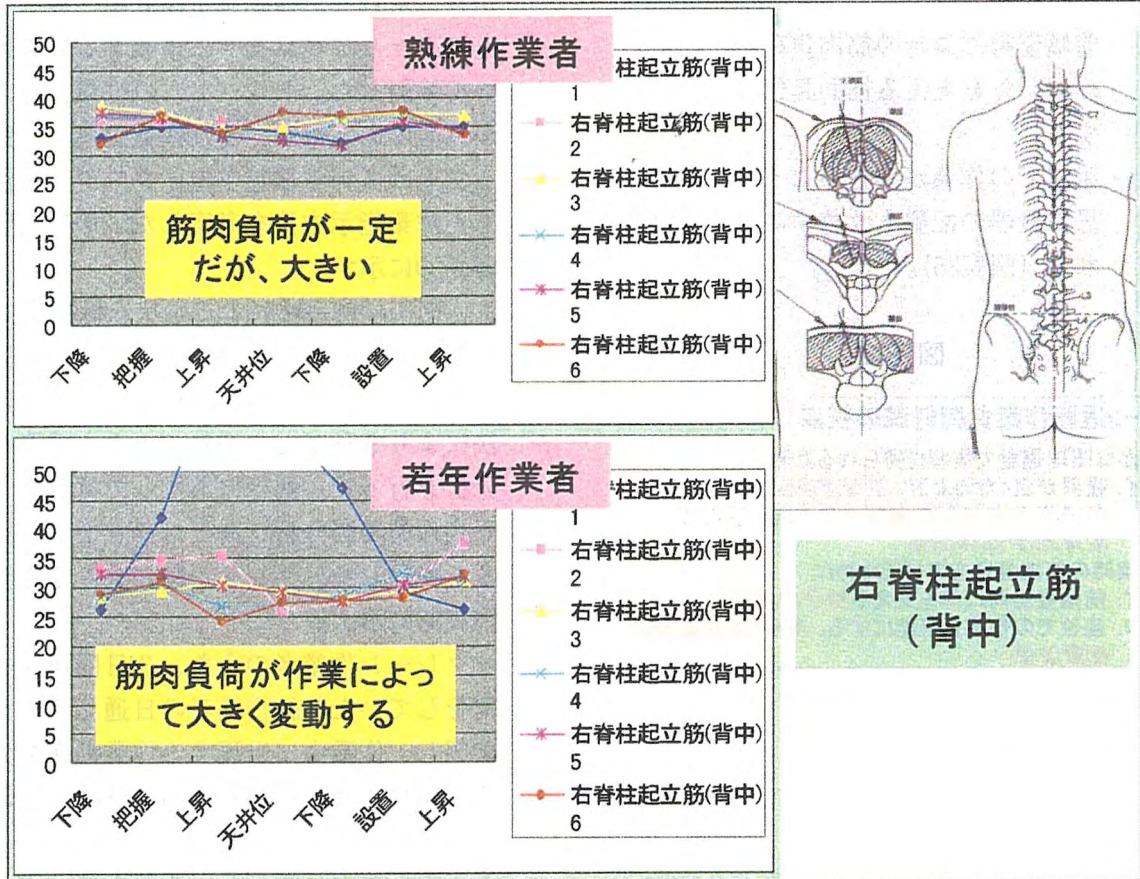 熟練作業者
50
45
40
35
30
25
20
15
10
5
0
筋肉負荷が一定
だが、大きい
下降
把握
上昇
天井位
下降
設置
上昇
柱起立筋(背中)
1
右脊柱起立筋(背中)
2
右脊柱起立筋(背中)
3
右脊柱起立筋(背中)
4
右脊柱起立筋(背中)
5
右脊柱起立筋(背中)
6
若年作業者
50
45
40
35
30
25
20
15
10
5
0
筋肉負荷が作業によっ
て大きく変動する
下降
把握
上昇
天井位
下降
設置
上昇
脊柱起立筋(背中)
1
右脊柱起立筋(背中)
2
右脊柱起立筋(背中)
3
右脊柱起立筋(背中)
4
右脊柱起立筋(背中)
5
右脊柱起立筋(背中)
6
右脊柱起立筋
(背中)